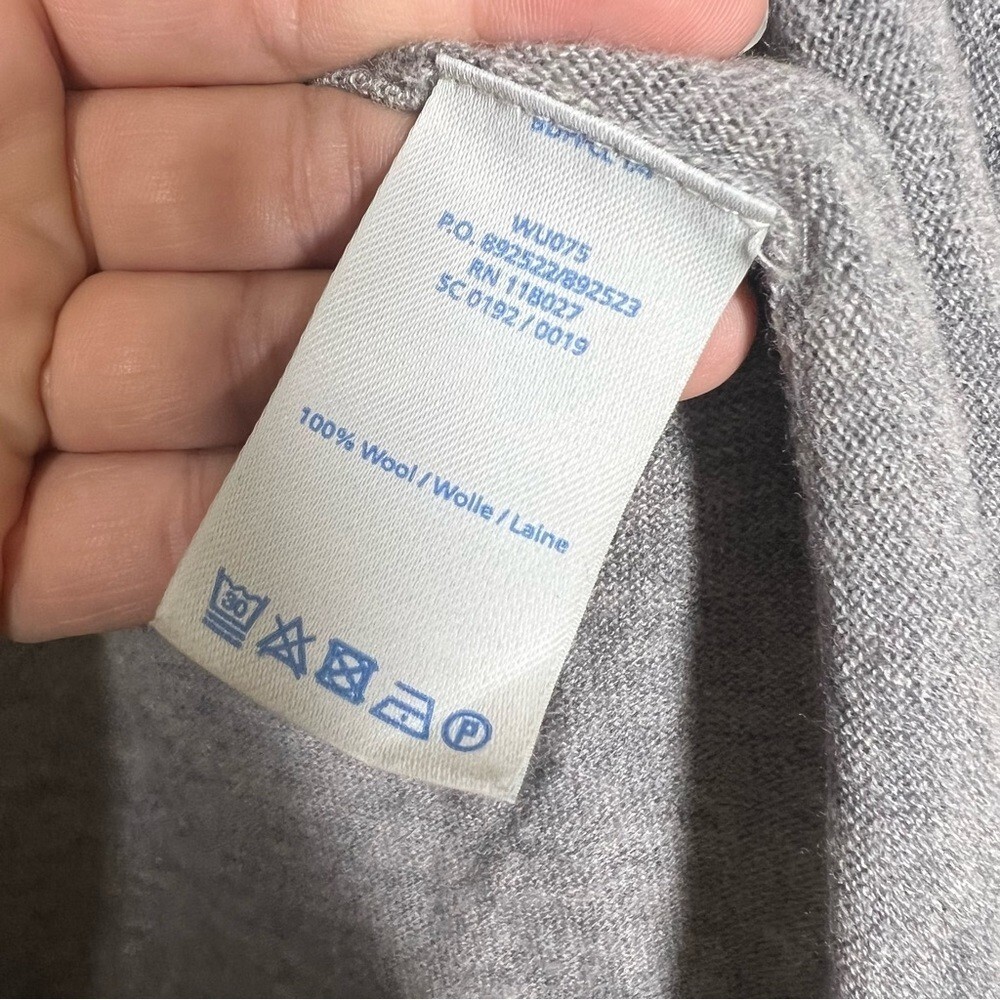 WU075
P.O. 892522/892523
RN 118027
SC 0192 / 0019
100% Wool / Wolle / Laine
30
P